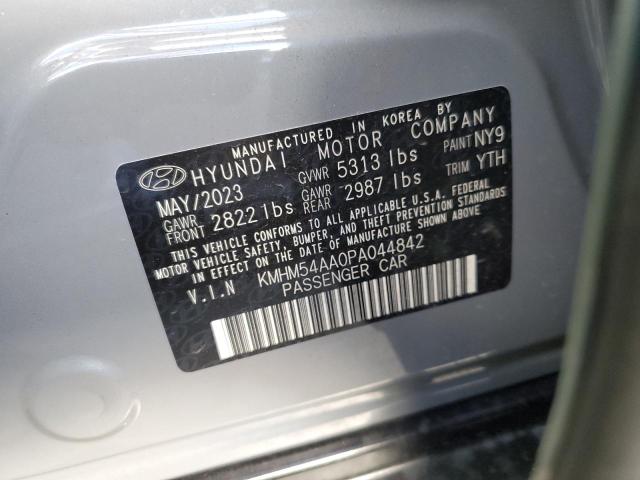 MANUFACTURED IN KOREA BY
HYUNDAI MOTOR COMPANY
MAY/2023 GVWR 5313 lbs PAINT NY9
GAWR FRONT 2822 lbs GAWR REAR 2987 lbs TRIM YTH
THIS VEHICLE CONFORMS TO ALL APPLICABLE U.S.A. FEDERAL
MOTOR VEHICLE SAFETY, BUMPER, AND THEFT PREVENTION STANDARDS
IN EFFECT ON THE DATE OF MANUFACTURE SHOWN ABOVE.
V.I.N KMHM54AA0PA044842
PASSENGER CAR